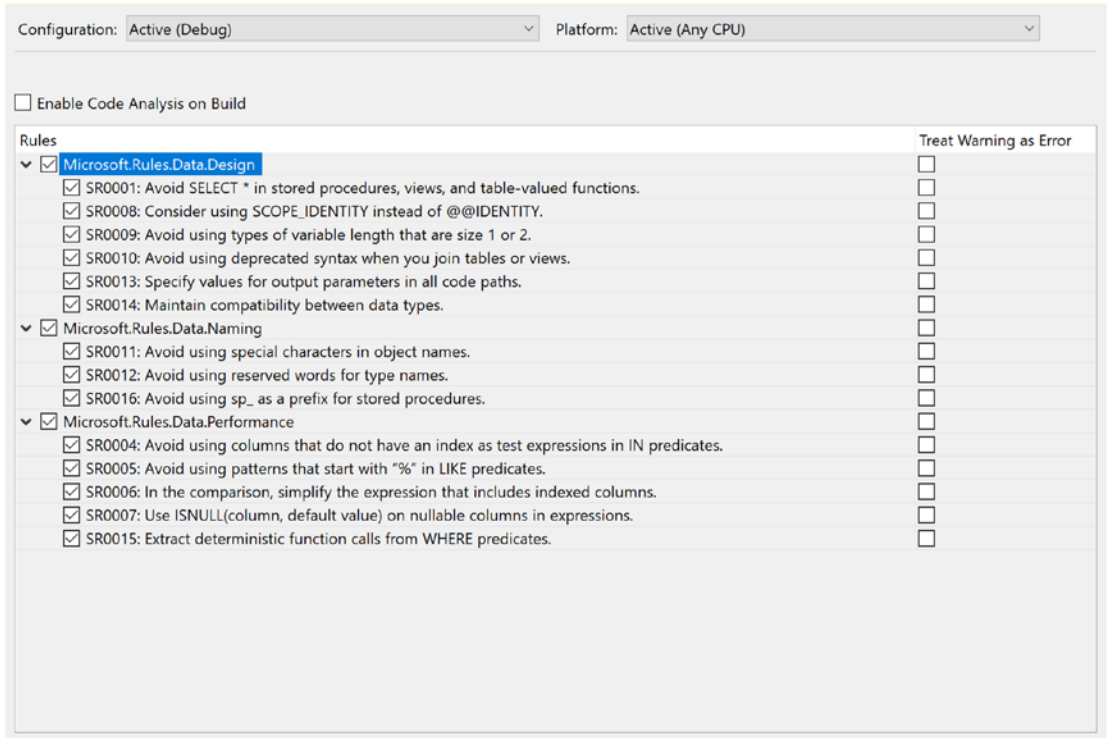 Configuration: Active (Debug) Platform: Active (Any CPU)
Enable Code Analysis on Build
Rules Treat Warning as Error
Microsoft.Rules.Data.Design
SR0001: Avoid SELECT * in stored procedures, views, and table-valued functions.
SR0008: Consider using SCOPE_IDENTITY instead of @@IDENTITY.
SR0009: Avoid using types of variable length that are size 1 or 2.
SR0010: Avoid using deprecated syntax when you join tables or views.
SR0013: Specify values for output parameters in all code paths.
SR0014: Maintain compatibility between data types.
Microsoft.Rules.Data.Naming
SR0011: Avoid using special characters in object names.
SR0012: Avoid using reserved words for type names.
SR0016: Avoid using sp_ as a prefix for stored procedures.
Microsoft.Rules.Data.Performance
SR0004: Avoid using columns that do not have an index as test expressions in IN predicates.
SR0005: Avoid using patterns that start with “%” in LIKE predicates.
SR0006: In the comparison, simplify the expression that includes indexed columns.
SR0007: Use ISNULL(column, default value) on nullable columns in expressions.
SR0015: Extract deterministic function calls from WHERE predicates.